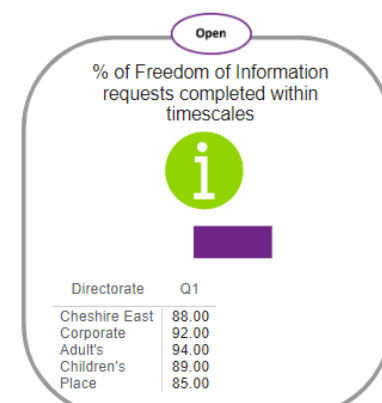 Open
% of Freedom of Information
requests completed within
timescales
i
Directorate Q1
Cheshire East 88.00
Corporate 92.00
Adult's 94.00
Children's 89.00
Place 85.00